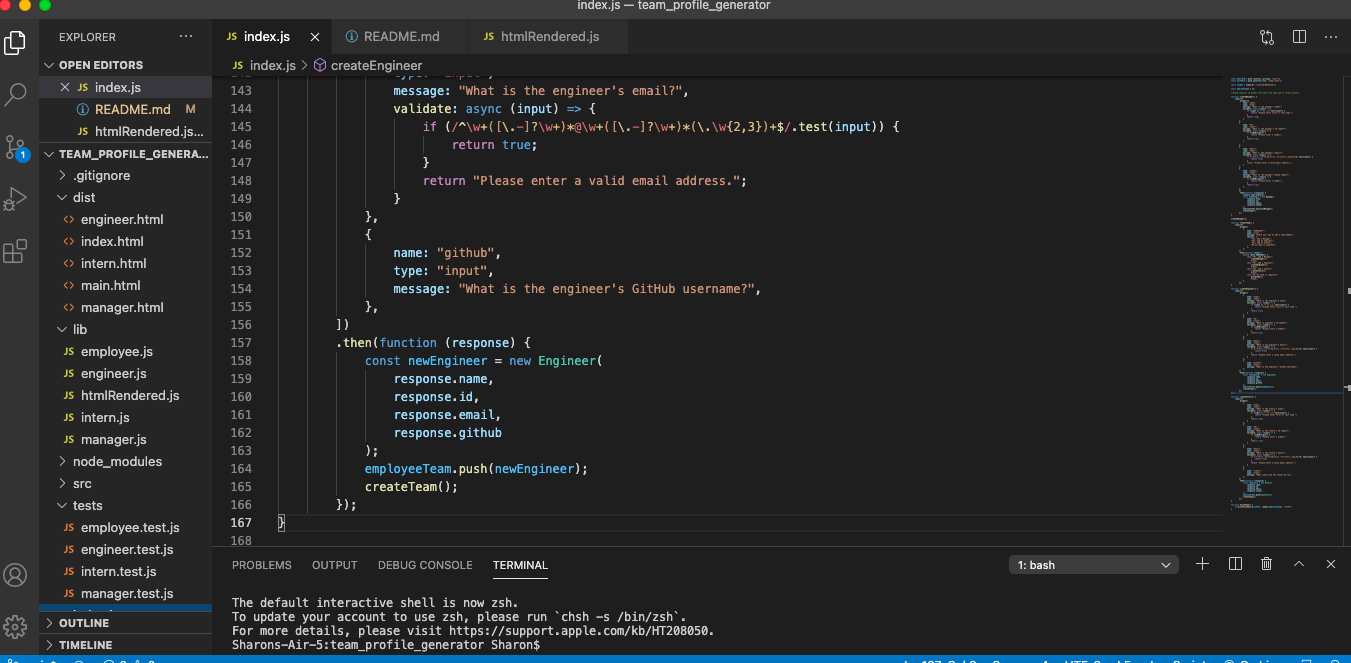 index.js — team_profile_generator
EXPLORER
OPEN EDITORS
JS index.js
README.md M
JS htmlRendered.js...
TEAM_PROFILE_GENERA...
.gitignore
dist
engineer.html
index.html
intern.html
main.html
manager.html
lib
JS employee.js
JS engineer.js
JS htmlRendered.js
JS intern.js
JS manager.js
node_modules
src
tests
JS employee.test.js
JS engineer.test.js
JS intern.test.js
JS manager.test.js
OUTLINE
TIMELINE
1
JS index.js
README.md
JS htmlRendered.js
JS index.js > createEngineer
143 message: "What is the engineer's email?",
144 validate: async (input) => {
145 if (/^\w+([\.-]?\w+)*@\w+([\.-]?\w+)*(\.\w{2,3})+$/.test(input)) {
146 return true;
147 }
148 return "Please enter a valid email address.";
149 }
150 },
151 {
152 name: "github",
153 type: "input",
154 message: "What is the engineer's GitHub username?",
155 },
156 ])
157 .then(function (response) {
158 const newEngineer = new Engineer(
159 response.name,
160 response.id,
161 response.email,
162 response.github
163 );
164 employeeTeam.push(newEngineer);
165 createTeam();
166 });
167 }
168
PROBLEMS
OUTPUT
DEBUG CONSOLE
TERMINAL
1: bash
The default interactive shell is now zsh.
To update your account to use zsh, please run `chsh -s /bin/zsh`.
For more details, please visit https://support.apple.com/kb/HT208050.
Sharons-Air-5:team_profile_generator Sharon$